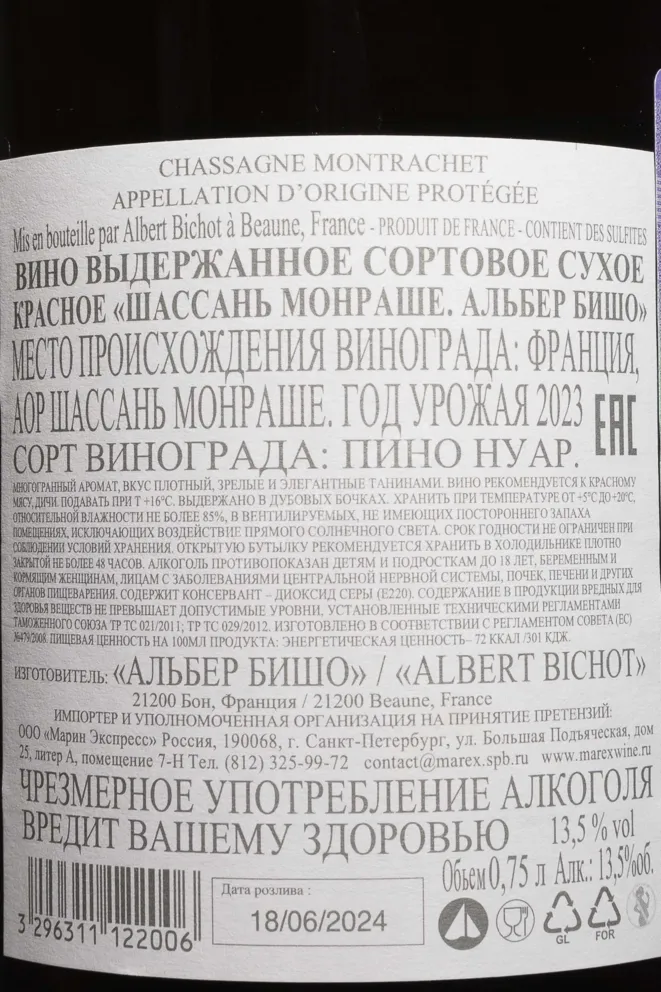 CHASSAGNE MONTRACHET
APPELLATION D'ORIGINE PROTÉGÉE
Mis en bouteille par Albert Bichot à Beaune, France - PRODUIT DE FRANCE - CONTIENT DES SULFITES
ВИНО ВЫДЕРЖАННОЕ СОРТОВОЕ СУХОЕ
КРАСНОЕ «ШАССАНЬ МОНРАШЕ. АЛЬБЕР БИШО»
МЕСТО ПРОИСХОЖДЕНИЯ ВИНОГРАДА: ФРАНЦИЯ,
АОР ШАССАНЬ МОНРАШЕ. ГОД УРОЖАЯ 2023
EAC
СОРТ ВИНОГРАДА: ПИНО НУАР.
МНОГОГРАННЫЙ АРОМАТ, ВКУС ПЛОТНЫЙ, ЗРЕЛЫЕ И ЭЛЕГАНТНЫЕ ТАНИНАМИ. ВИНО РЕКОМЕНДУЕТСЯ К КРАСНОМУ
МЯСУ, ДИЧИ. ПОДАВАТЬ ПРИ Т +16°С. ВЫДЕРЖАНО В ДУБОВЫХ БОЧКАХ. ХРАНИТЬ ПРИ ТЕМПЕРАТУРЕ ОТ +5°С ДО +20°С,
ОТНОСИТЕЛЬНОЙ ВЛАЖНОСТИ НЕ БОЛЕЕ 85%, В ВЕНТИЛИРУЕМЫХ, НЕ ИМЕЮЩИХ ПОСТОРОННЕГО ЗАПАХА
ПОМЕЩЕНИЯХ, ИСКЛЮЧАЮЩИХ ВОЗДЕЙСТВИЕ ПРЯМОГО СОЛНЕЧНОГО СВЕТА. СРОК ГОДНОСТИ НЕ ОГРАНИЧЕН ПРИ
СОБЛЮДЕНИИ УСЛОВИЙ ХРАНЕНИЯ. ОТКРЫТУЮ БУТЫЛКУ РЕКОМЕНДУЕТСЯ ХРАНИТЬ В ХОЛОДИЛЬНИКЕ ПЛОТНО
ЗАКРЫТОЙ НЕ БОЛЕЕ 48 ЧАСОВ. АЛКОГОЛЬ ПРОТИВОПОКАЗАН ДЕТЯМ И ПОДРОСТКАМ ДО 18 ЛЕТ, БЕРЕМЕННЫМ И
КОРМЯЩИМ ЖЕНЩИНАМ, ЛИЦАМ С ЗАБОЛЕВАНИЯМИ ЦЕНТРАЛЬНОЙ НЕРВНОЙ СИСТЕМЫ, ПОЧЕК, ПЕЧЕНИ И ДРУГИХ
ОРГАНОВ ПИЩЕВАРЕНИЯ. СОДЕРЖИТ КОНСЕРВАНТ – ДИОКСИД СЕРЫ (Е220). СОДЕРЖАНИЕ В ПРОДУКЦИИ ВРЕДНЫХ ДЛЯ
ЗДОРОВЬЯ ВЕЩЕСТВ НЕ ПРЕВЫШАЕТ ДОПУСТИМЫЕ УРОВНИ, УСТАНОВЛЕННЫЕ ТЕХНИЧЕСКИМИ РЕГЛАМЕНТАМИ
ТАМОЖЕННОГО СОЮЗА ТР ТС 021/2011; ТР ТС 029/2012. ИЗГОТОВЛЕНО В СООТВЕТСТВИИ С РЕГЛАМЕНТОМ СОВЕТА (ЕС)
№479/2008. ПИЩЕВАЯ ЦЕННОСТЬ НА 100МЛ ПРОДУКТА: ЭНЕРГЕТИЧЕСКАЯ ЦЕННОСТЬ– 72 ККАЛ /301 КДЖ.
ИЗГОТОВИТЕЛЬ: «АЛЬБЕР БИШО» / «ALBERT BICHOT»
21200 Бон, Франция / 21200 Beaune, France
ИМПОРТЕР И УПОЛНОМОЧЕННАЯ ОРГАНИЗАЦИЯ НА ПРИНЯТИЕ ПРЕТЕНЗИЙ:
ООО «Марин Экспресс» Россия, 190068, г. Санкт-Петербург, ул. Большая Подъяческая, дом
25, литер А, помещение 7-Н Тел. (812) 325-99-72 contact@marex.spb.ru www.marexwine.ru
ЧРЕЗМЕРНОЕ УПОТРЕБЛЕНИЕ АЛКОГОЛЯ
ВРЕДИТ ВАШЕМУ ЗДОРОВЬЮ 13,5 % vol
Объем 0,75 л Алк.: 13,5%об.
Дата розлива :
18/06/2024
3 296311 122006
GL
FOR